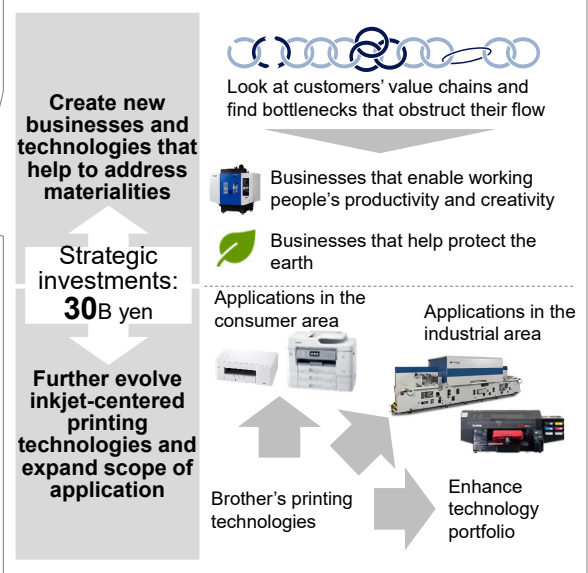 Create new
businesses and
technologies that
help to address
materialities
Strategic
investments:
30B yen
Further evolve
inkjet-centered
printing
technologies and
expand scope of
application
Look at customers' value chains and
find bottlenecks that obstruct their flow
Businesses that enable working
people's productivity and creativity
Businesses that help protect the
earth
Applications in the
consumer area
Applications in the
industrial area
Brother's printing
technologies
Enhance
technology
portfolio